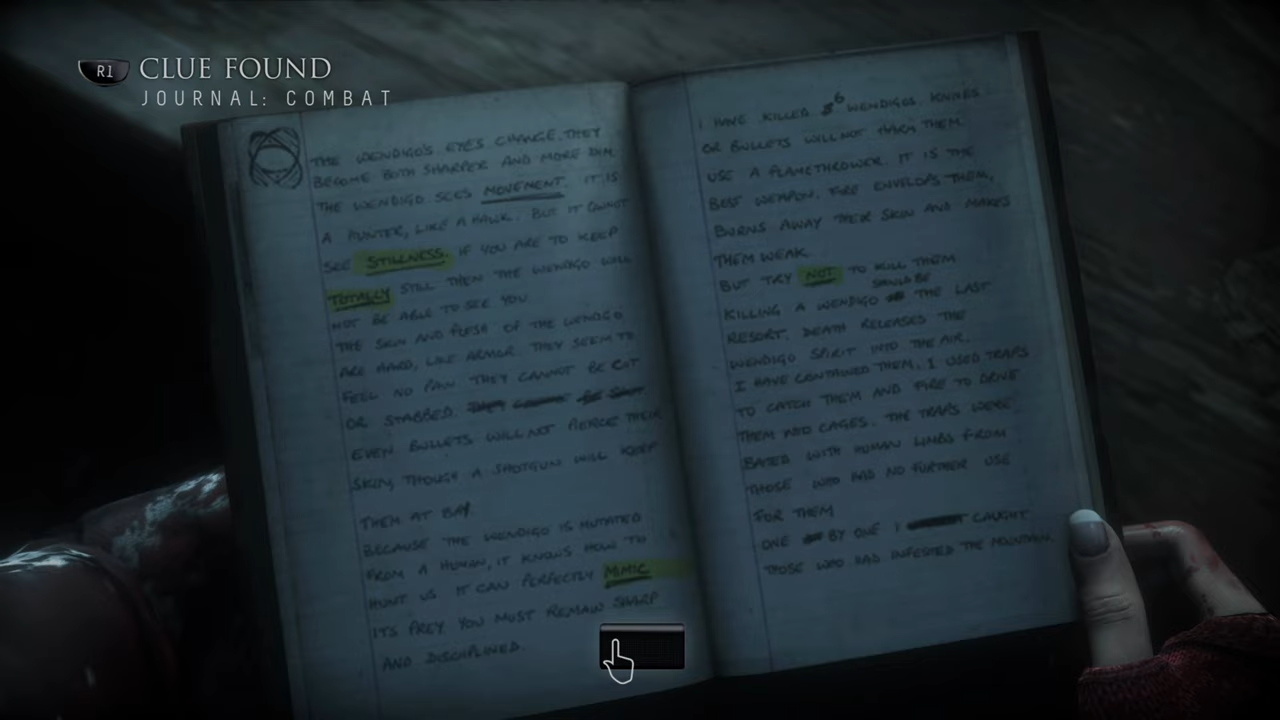 R1
CLUE FOUND
JOURNAL: COMBAT
THE WENDIGO'S EYES CHANGE. THEY
BECOME BOTH SHARPER AND MORE DIM.
THE WENDIGO SEES MOVEMENT. IT IS
A HUNTER, LIKE A HAWK. BUT IT CANNOT
SEE STILLNESS. IF YOU ARE TO KEEP
TOTALLY STILL THEN THE WENDIGO WILL
NOT BE ABLE TO SEE YOU
THE SKIN AND FLESH OF THE WENDIGO
ARE HARD, LIKE ARMOR. THEY SEEM TO
FEEL NO PAIN. THEY CANNOT BE CUT
OR STABBED. THEY CANNOT BE SHOT
EVEN BULLETS WILL NOT PIERCE THEIR
SKIN, THOUGH A SHOTGUN WILL KEEP
THEM AT BAY.
BECAUSE THE WENDIGO IS MUTATED
FROM A HUMAN, IT KNOWS HOW TO
HUNT US IT CAN PERFECTLY MIMIC
ITS PREY. YOU MUST REMAIN SHARP
AND DISCIPLINED.
I HAVE KILLED 6 WENDIGOS. KNIVES
OR BULLETS WILL NOT HARM THEM.
USE A FLAMETHROWER. IT IS THE
BEST WEAPON. FIRE ENVELOPS THEM,
BURNS AWAY THEIR SKIN AND MAKES
THEM WEAK.
BUT TRY NOT TO KILL THEM
KILLING A WENDIGO SHOULD BE THE LAST
RESORT. DEATH RELEASES THE
WENDIGO SPIRIT INTO THE AIR.
I HAVE CONTAINED THEM. I USED TRAPS
TO CATCH THEM AND FIRE TO DRIVE
THEM INTO CAGES. THE TRAPS WERE
BAITED WITH HUMAN LIMBS FROM
THOSE WHO HAD NO FURTHER USE
FOR THEM
ONE BY ONE I CAUGHT
THOSE WHO HAD INFESTED THE MOUNTAIN.